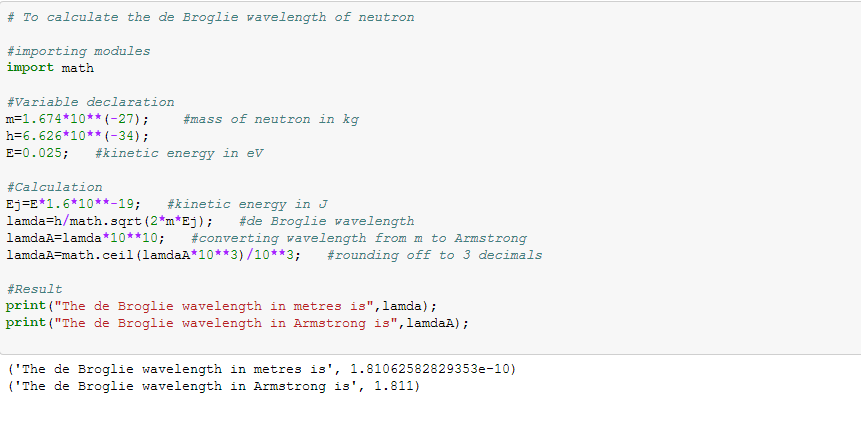 # To calculate the de Broglie wavelength of neutron
#importing modules
import math
#Variable declaration
m=1.674*10**(-27);    #mass of neutron in kg
h=6.626*10**(-34);
E=0.025;   #kinetic energy in eV
#Calculation
Ej=E*1.6*10**-19;   #kinetic energy in J
lamda=h/math.sqrt(2*m*Ej);   #de Broglie wavelength
lamdaA=lamda*10**10;   #converting wavelength from m to Armstrong
lamdaA=math.ceil(lamdaA*10**3)/10**3;   #rounding off to 3 decimals
#Result
print("The de Broglie wavelength in metres is",lamda);
print("The de Broglie wavelength in Armstrong is",lamdaA);
('The de Broglie wavelength in metres is', 1.81062582829353e-10)
('The de Broglie wavelength in Armstrong is', 1.811)